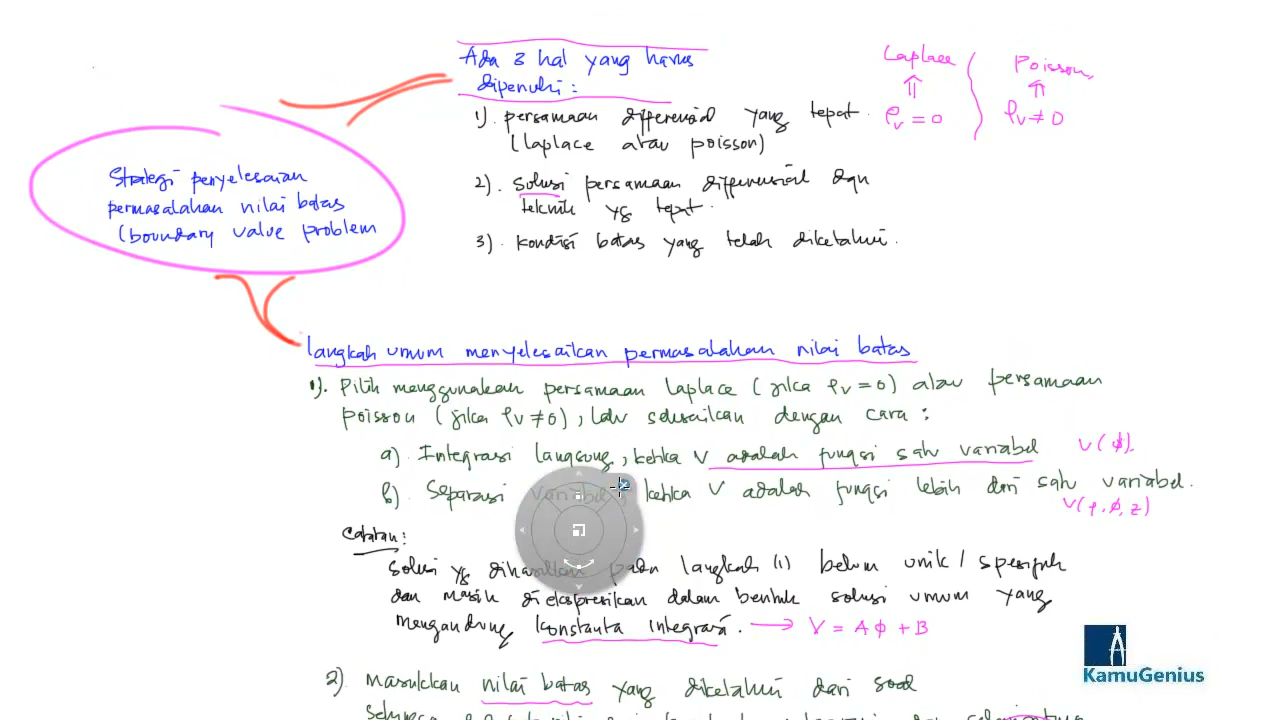 Ada 3 hal yang harus
dipenuhi :
Laplace
⇑
ρv = 0
Poisson,
⇑
ρv ≠ 0
1). persamaan differensial yang tepat.
(laplace atau poisson)
2). Solusi persamaan differensial dgn
teknik yg tepat.
3). kondisi batas yang telah diketahui.
Strategi penyelesaian
permasalahan nilai batas
(boundary value problem
langkah umum menyelesaikan permasalahan nilai batas
1). Pilih menggunakan persamaan laplace (jika ρv = 0) atau persamaan
poisson (jika ρv ≠ 0), lalu selesaikan dengan cara :
a). Integrasi langsung, ketika V adalah fungsi satu variabel V(ϕ).
b). Separasi variabel, ketika V adalah fungsi lebih dari satu variabel.
V(ρ, ϕ, z)
Catatan :
Solusi yg dihasilkan pada langkah (1) belum unik / spesifik
dan masih diekspresikan dalam bentuk solusi umum yang
mengandung konstanta integrasi. → V = Aϕ + B
2) Masukkan nilai batas yang diketahui dari soal
sehingga
KamuGenius